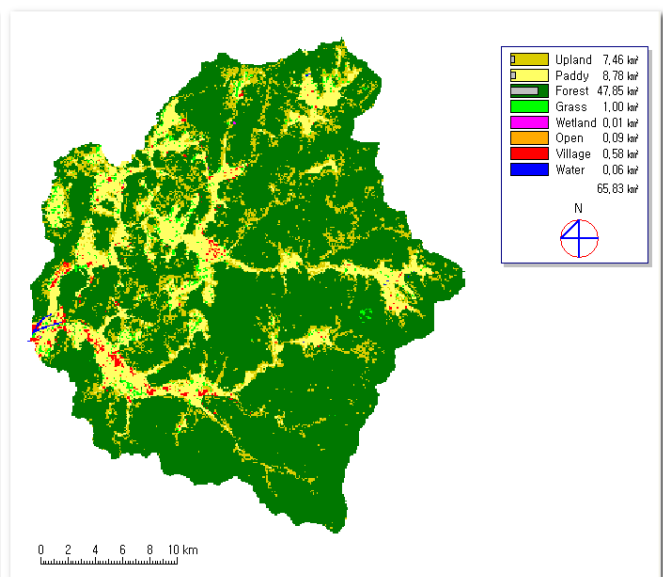 Upland 7,46 ㎢
Paddy 8,78 ㎢
Forest 47,85 ㎢
Grass 1,00 ㎢
Wetland 0,01 ㎢
Open 0,09 ㎢
Village 0,58 ㎢
Water 0,06 ㎢
65,83 ㎢
N
0 2 4 6 8 10 km